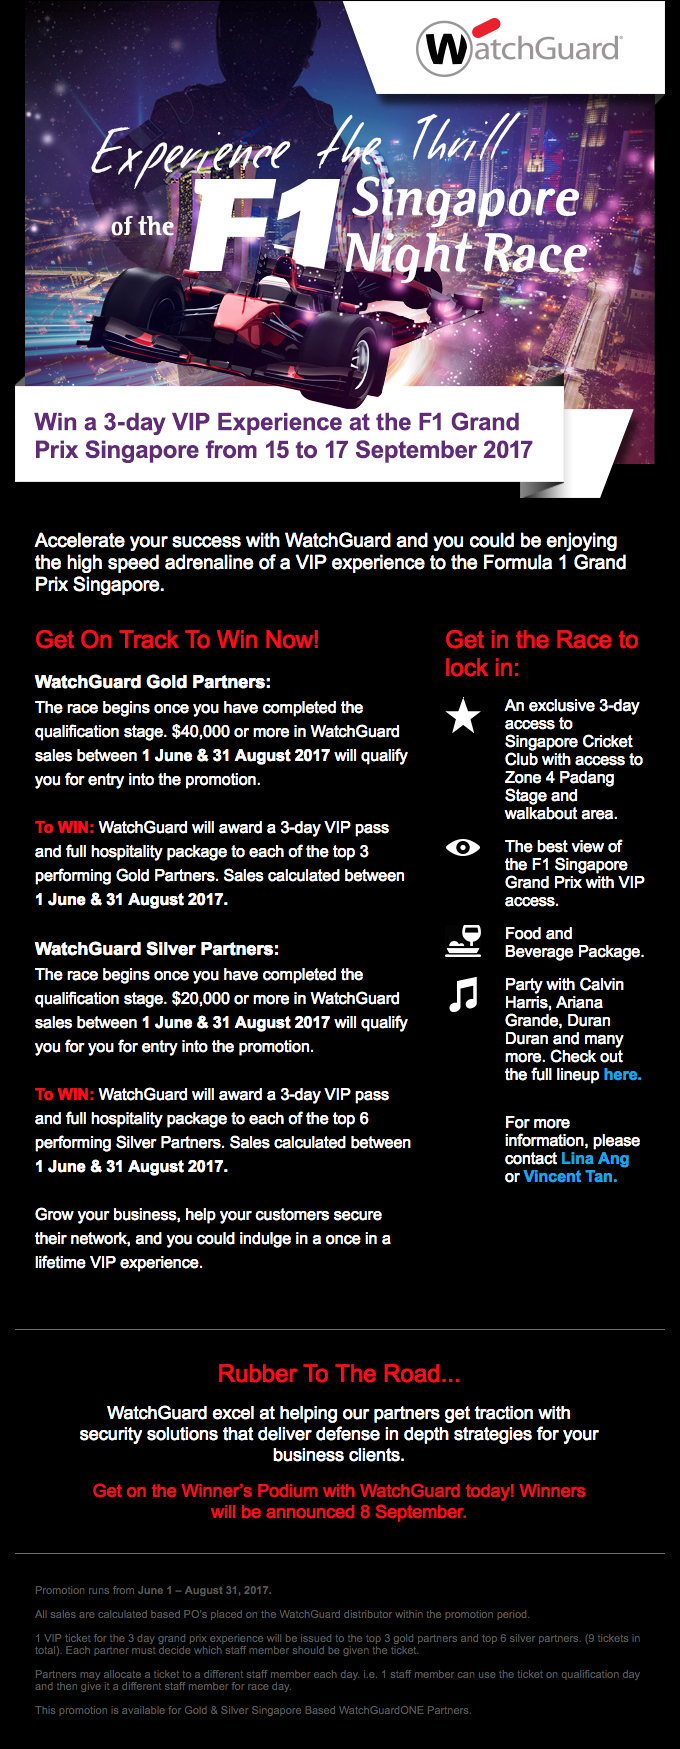 WatchGuard
Experience the Thrill
of the F1 Singapore
Night Race
Win a 3-day VIP Experience at the F1 Grand
Prix Singapore from 15 to 17 September 2017
Accelerate your success with WatchGuard and you could be enjoying
the high speed adrenaline of a VIP experience to the Formula 1 Grand
Prix Singapore.
Get On Track To Win Now!
WatchGuard Gold Partners:
The race begins once you have completed the
qualification stage. $40,000 or more in WatchGuard
sales between 1 June & 31 August 2017 will qualify
you for entry into the promotion.
To WIN: WatchGuard will award a 3-day VIP pass
and full hospitality package to each of the top 3
performing Gold Partners. Sales calculated between
1 June & 31 August 2017.
WatchGuard Silver Partners:
The race begins once you have completed the
qualification stage. $20,000 or more in WatchGuard
sales between 1 June & 31 August 2017 will qualify
you for you for entry into the promotion.
To WIN: WatchGuard will award a 3-day VIP pass
and full hospitality package to each of the top 6
performing Silver Partners. Sales calculated between
1 June & 31 August 2017.
Grow your business, help your customers secure
their network, and you could indulge in a once in a
lifetime VIP experience.
Get in the Race to
lock in:
An exclusive 3-day
access to
Singapore Cricket
Club with access to
Zone 4 Padang
Stage and
walkabout area.
The best view of
the F1 Singapore
Grand Prix with VIP
access.
Food and
Beverage Package.
Party with Calvin
Harris, Ariana
Grande, Duran
Duran and many
more. Check out
the full lineup here.
For more
information, please
contact Lina Ang
or Vincent Tan.
Rubber To The Road...
WatchGuard excel at helping our partners get traction with
security solutions that deliver defense in depth strategies for your
business clients.
Get on the Winner's Podium with WatchGuard today! Winners
will be announced 8 September.
Promotion runs from June 1 – August 31, 2017.
All sales are calculated based PO's placed on the WatchGuard distributor within the promotion period.
1 VIP ticket for the 3 day grand prix experience will be issued to the top 3 gold partners and top 6 silver partners. (9 tickets in
total). Each partner must decide which staff member should be given the ticket.
Partners may allocate a ticket to a different staff member each day. i.e. 1 staff member can use the ticket on qualification day
and then give it a different staff member for race day.
This promotion is available for Gold & Silver Singapore Based WatchGuardONE Partners.